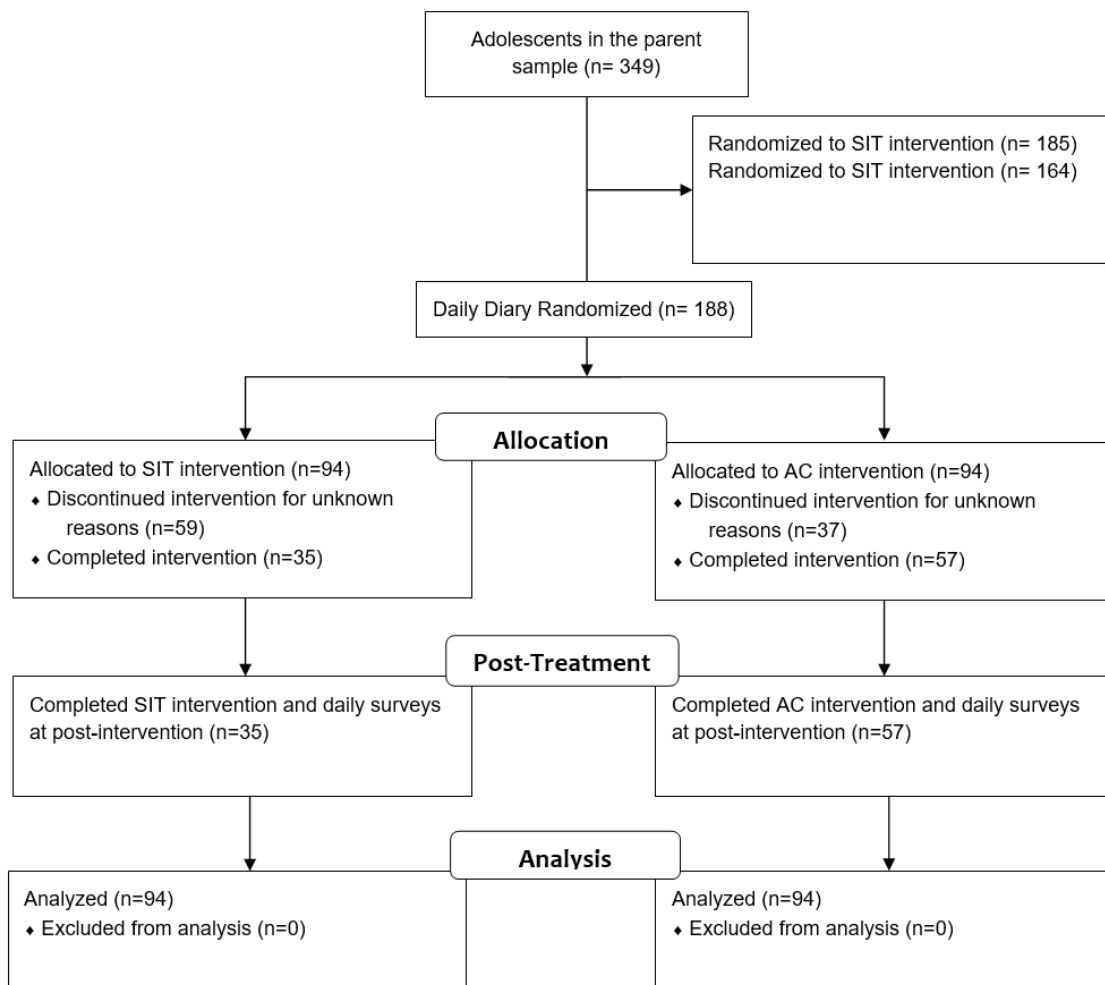 Adolescents in the parent
sample (n= 349)
Randomized to SIT intervention (n= 185)
Randomized to SIT intervention (n= 164)
Daily Diary Randomized (n= 188)
Allocation
Allocated to SIT intervention (n=94)
⬧ Discontinued intervention for unknown
reasons (n=59)
⬧ Completed intervention (n=35)
Allocated to AC intervention (n=94)
⬧ Discontinued intervention for unknown
reasons (n=37)
⬧ Completed intervention (n=57)
Post-Treatment
Completed SIT intervention and daily surveys
at post-intervention (n=35)
Completed AC intervention and daily surveys
at post-intervention (n=57)
Analysis
Analyzed (n=94)
⬧ Excluded from analysis (n=0)
Analyzed (n=94)
⬧ Excluded from analysis (n=0)